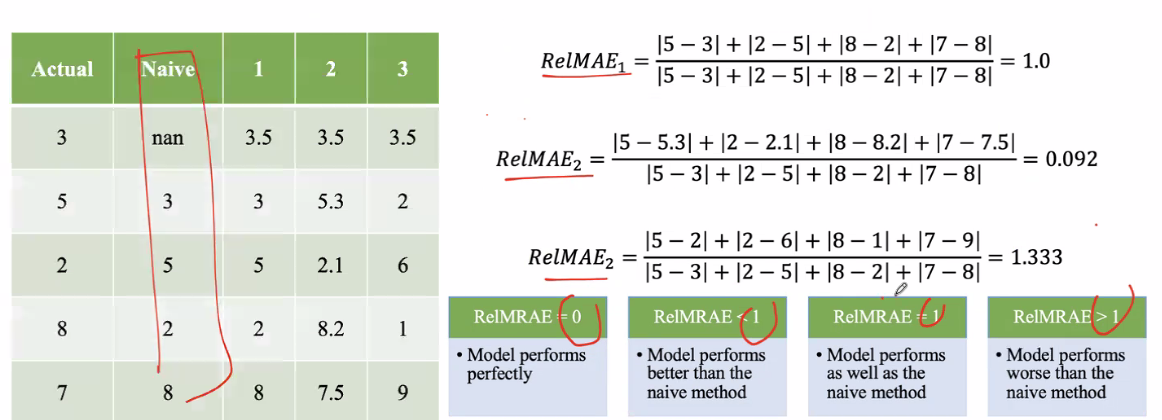 Actual Naive 1 2 3
3 nan 3.5 3.5 3.5
5 3 3 5.3 2
2 5 5 2.1 6
8 2 2 8.2 1
7 8 8 7.5 9
RelMAE₁ = |5 − 3| + |2 − 5| + |8 − 2| + |7 − 8|
|5 − 3| + |2 − 5| + |8 − 2| + |7 − 8| = 1.0
RelMAE₂ = |5 − 5.3| + |2 − 2.1| + |8 − 8.2| + |7 − 7.5|
|5 − 3| + |2 − 5| + |8 − 2| + |7 − 8| = 0.092
RelMAE₂ = |5 − 2| + |2 − 6| + |8 − 1| + |7 − 9|
|5 − 3| + |2 − 5| + |8 − 2| + |7 − 8| = 1.333
RelMRAE = 0
• Model performs
perfectly
RelMRAE < 1
• Model performs
better than the
naive method
RelMRAE = 1
• Model performs
as well as the
naive method
RelMRAE > 1
• Model performs
worse than the
naive method